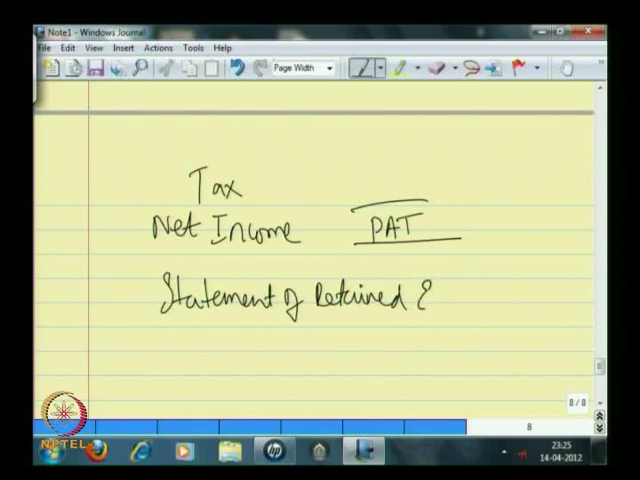 Note1 - Windows Journal
File Edit View Insert Actions Tools Help
Page Width
Tax
Net Income PAT
Statement of Retained E
8/8
8
NPTEL
23:25
14-04-2012